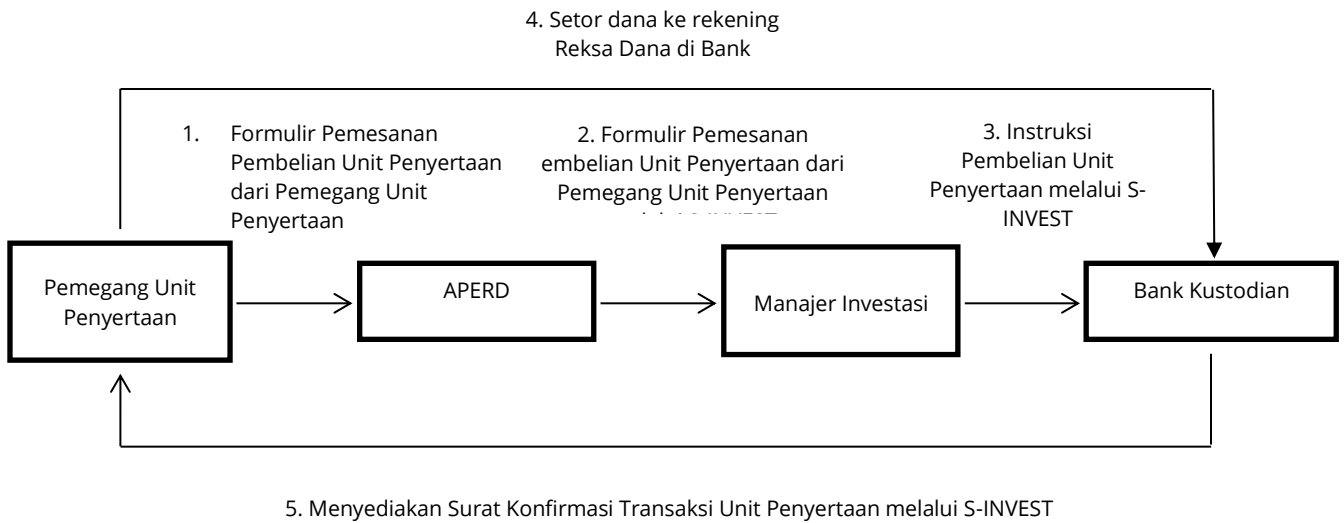 4. Setor dana ke rekening
Reksa Dana di Bank
1. Formulir Pemesanan
Pembelian Unit Penyertaan
dari Pemegang Unit
Penyertaan
2. Formulir Pemesanan
embelian Unit Penyertaan dari
Pemegang Unit Penyertaan
3. Instruksi
Pembelian Unit
Penyertaan melalui S-
INVEST
Pemegang Unit
Penyertaan
APERD
Manajer Investasi
Bank Kustodian
5. Menyediakan Surat Konfirmasi Transaksi Unit Penyertaan melalui S-INVEST